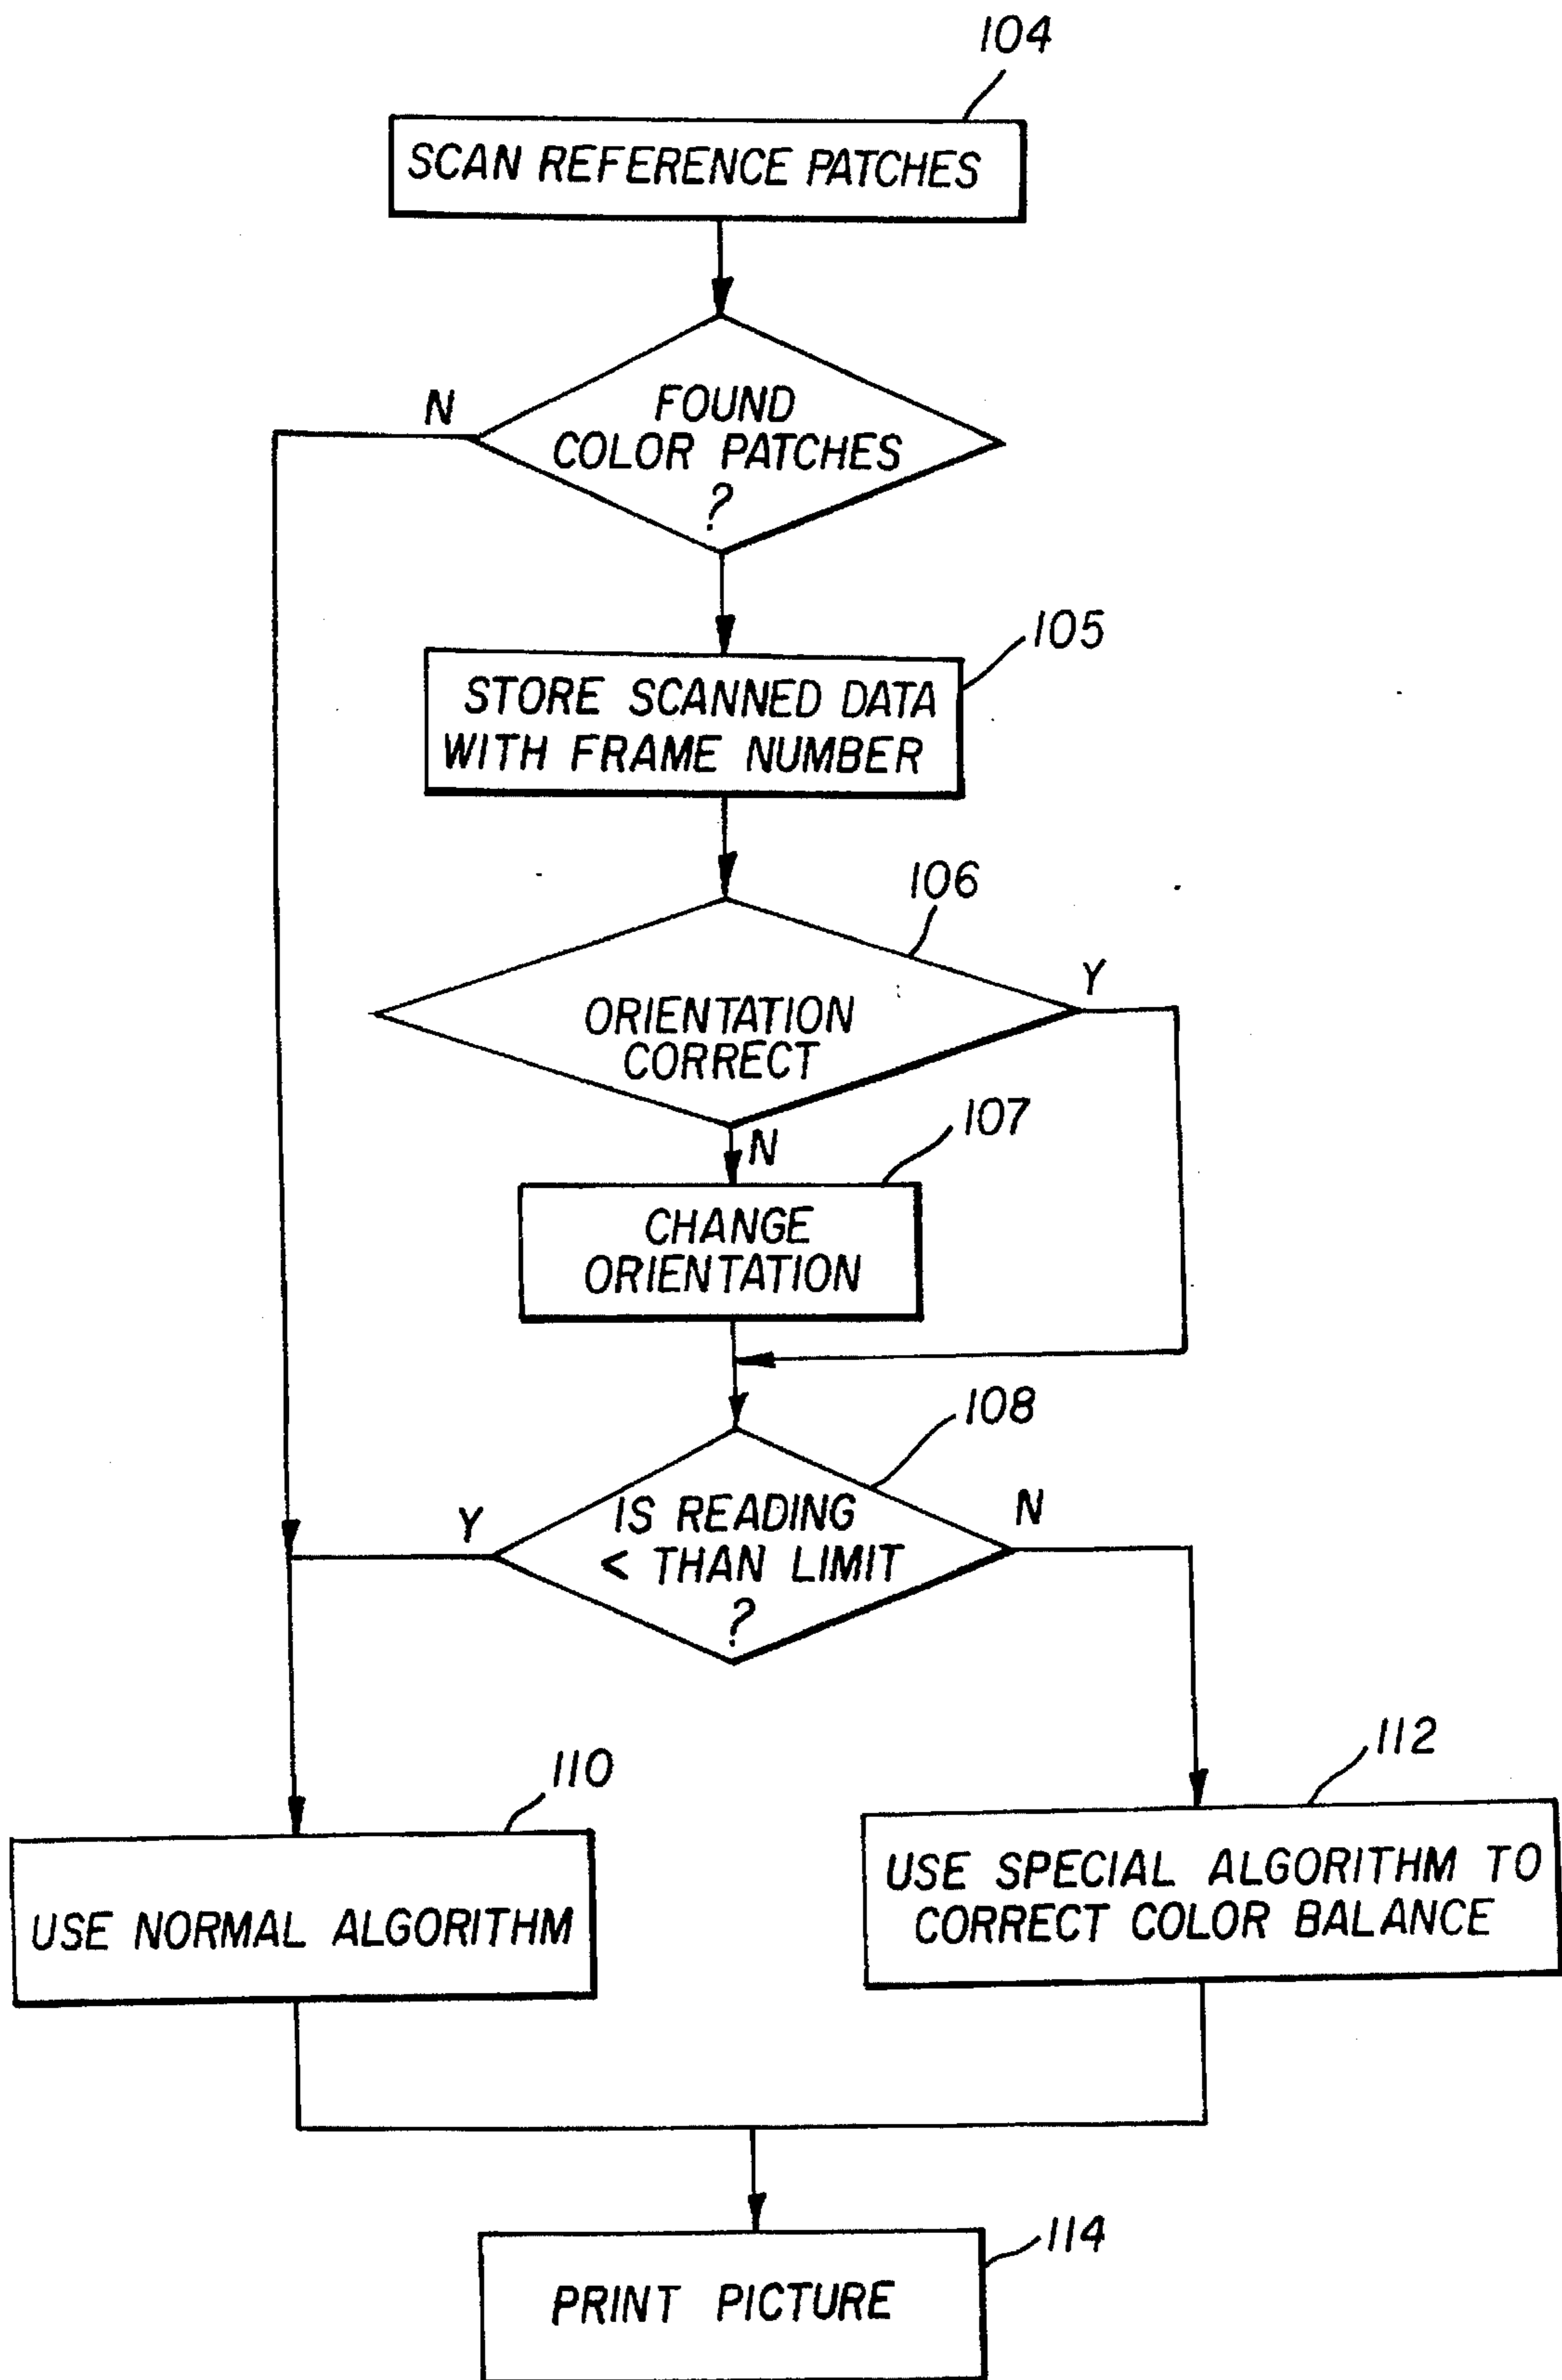 104
SCAN REFERENCE PATCHES
N
FOUND
COLOR PATCHES
?
105
STORE SCANNED DATA
WITH FRAME NUMBER
106
Y
ORIENTATION
CORRECT
N
107
CHANGE
ORIENTATION
108
Y
IS READING
< THAN LIMIT
?
N
110
USE NORMAL ALGORITHM
112
USE SPECIAL ALGORITHM TO
CORRECT COLOR BALANCE
114
PRINT PICTURE